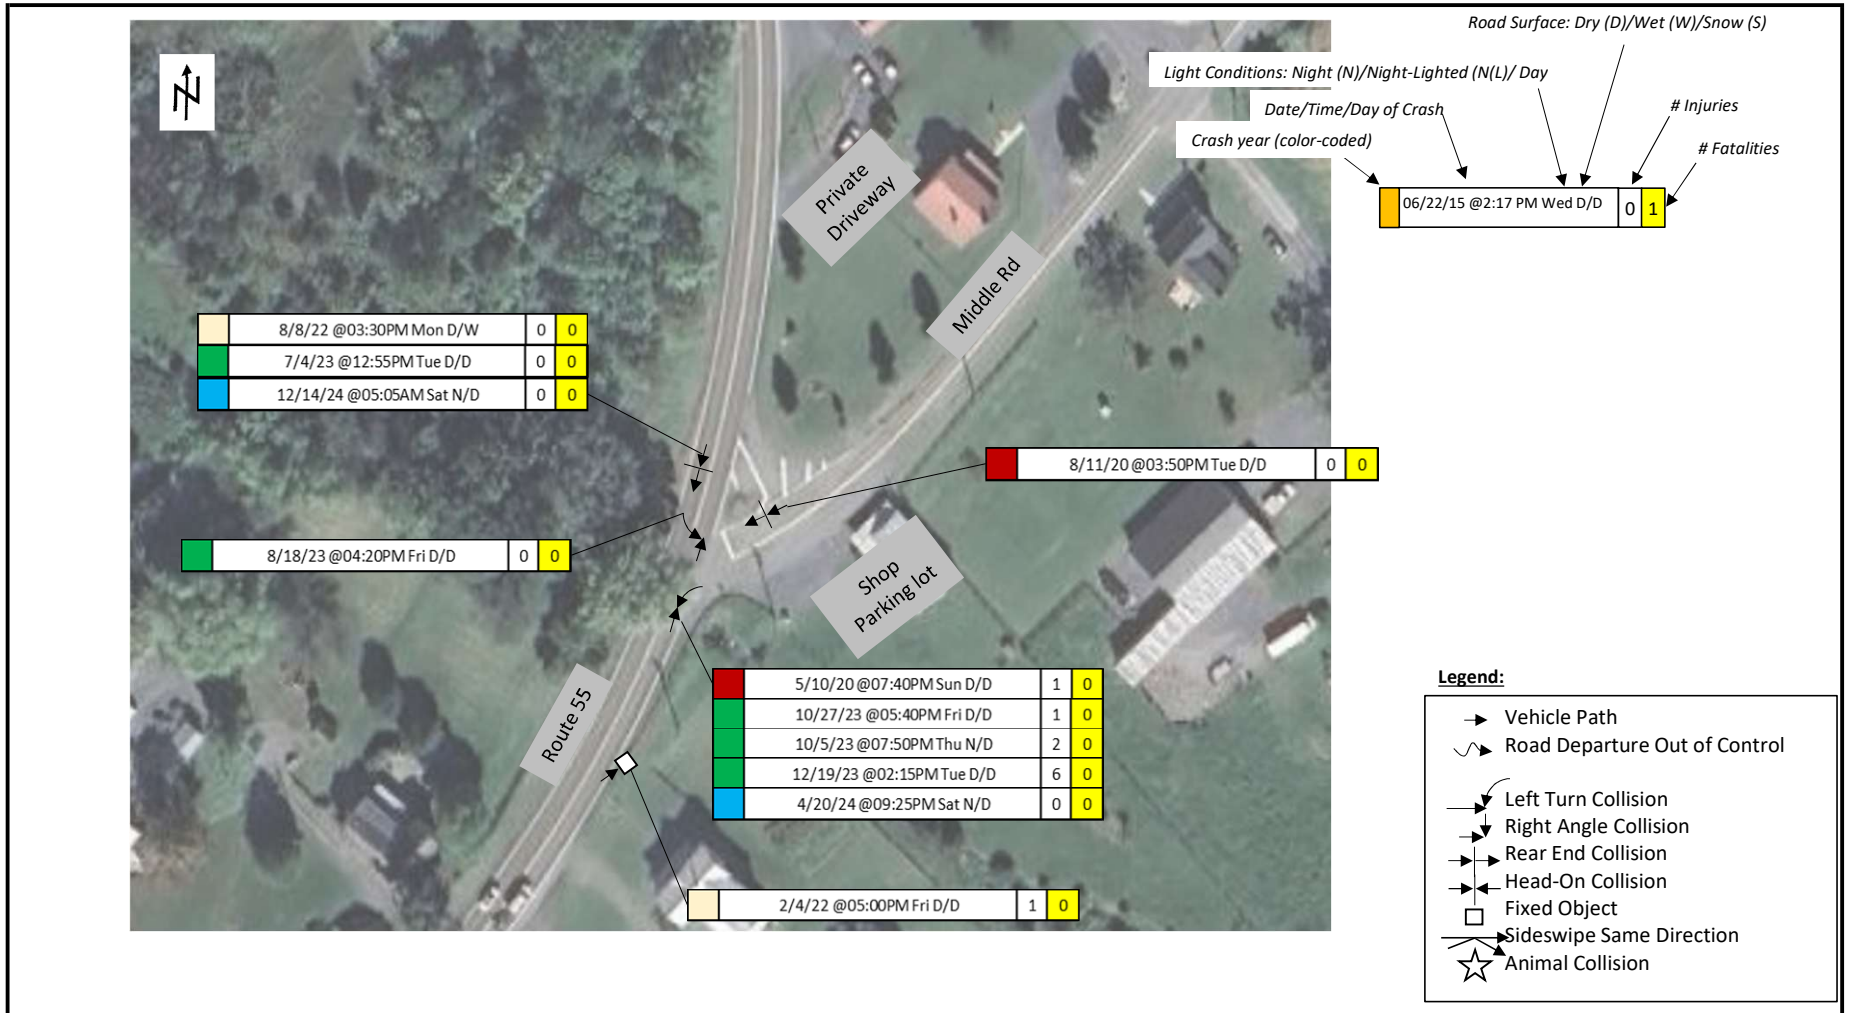 Road Surface: Dry (D)/Wet (W)/Snow (S)
Light Conditions: Night (N)/Night-Lighted (N(L)/ Day
Date/Time/Day of Crash
# Injuries
Crash year (color-coded)
# Fatalities
06/22/15 @2:17 PM Wed D/D 0 1
N
Private
Driveway
Middle Rd
8/8/22 @03:30PM Mon D/W 0 0
7/4/23 @12:55PM Tue D/D 0 0
12/14/24 @05:05AM Sat N/D 0 0
8/11/20 @03:50PM Tue D/D 0 0
8/18/23 @04:20PM Fri D/D 0 0
Shop
Parking lot
Route 55
5/10/20 @07:40PM Sun D/D 1 0
10/27/23 @05:40PM Fri D/D 1 0
10/5/23 @07:50PM Thu N/D 2 0
12/19/23 @02:15PM Tue D/D 6 0
4/20/24 @09:25PM Sat N/D 0 0
2/4/22 @05:00PM Fri D/D 1 0
Legend:
Vehicle Path
Road Departure Out of Control
Left Turn Collision
Right Angle Collision
Rear End Collision
Head-On Collision
Fixed Object
Sideswipe Same Direction
Animal Collision